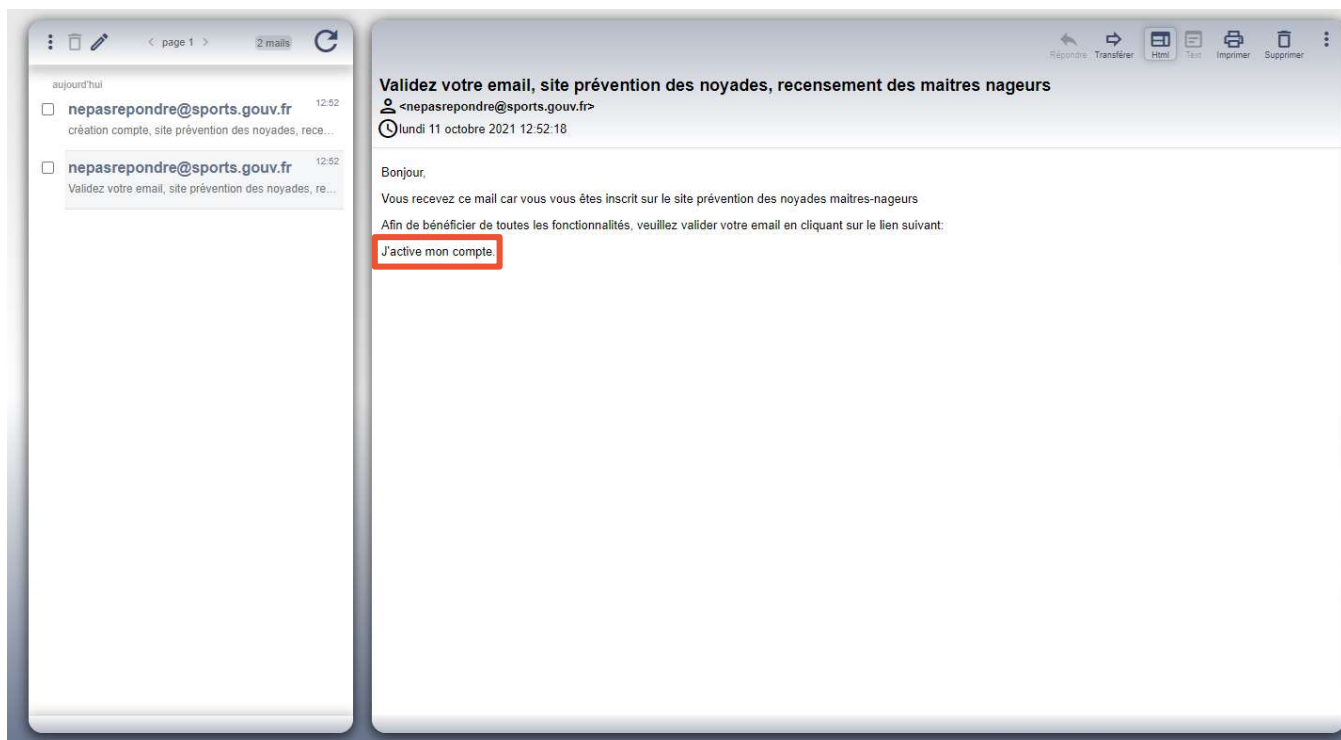 < page 1 >
2 mails
aujourd'hui
nepasrepondre@sports.gouv.fr 12:52
création compte, site prévention des noyades, rece...
nepasrepondre@sports.gouv.fr 12:52
Validez votre email, site prévention des noyades, re...
Répondre Transférer Html Text Imprimer Supprimer
Validez votre email, site prévention des noyades, recensement des maitres nageurs
<nepasrepondre@sports.gouv.fr>
lundi 11 octobre 2021 12:52:18
Bonjour,
Vous recevez ce mail car vous vous êtes inscrit sur le site prévention des noyades maitres-nageurs
Afin de bénéficier de toutes les fonctionnalités, veuillez valider votre email en cliquant sur le lien suivant:
J'active mon compte.